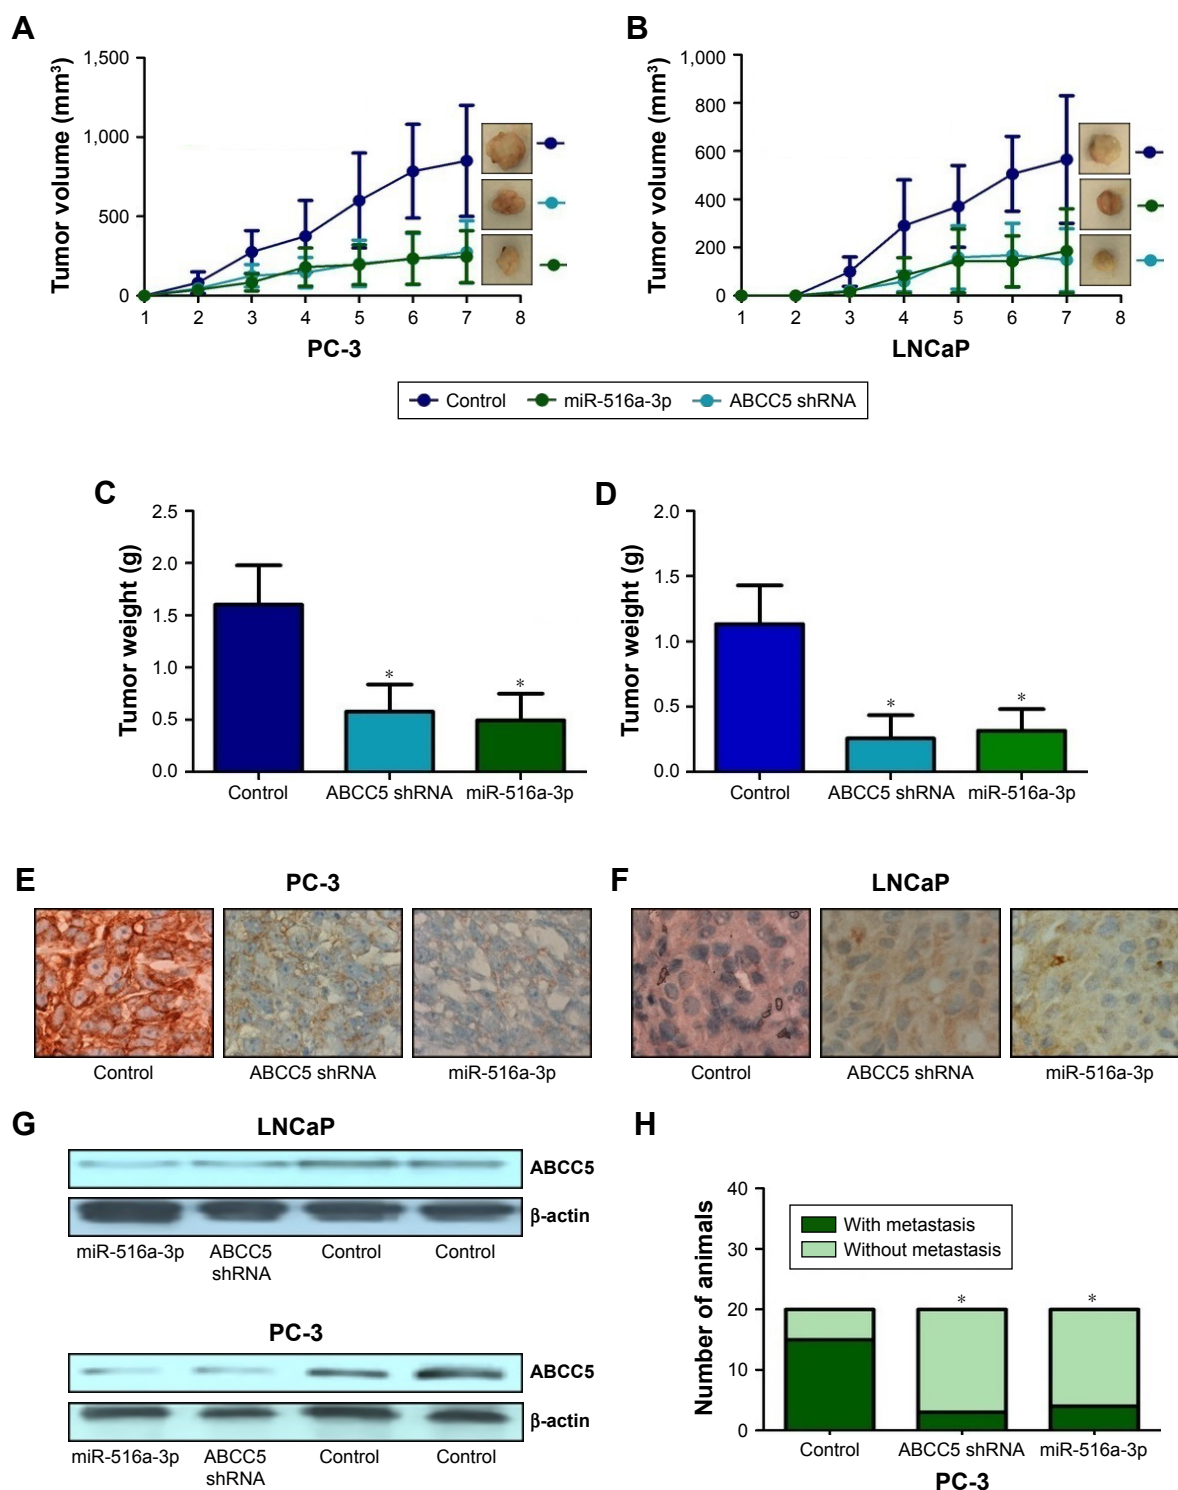 A
Tumor volume (mm³)
1,500
1,000
500
0
1 2 3 4 5 6 7 8
PC-3
B
Tumor volume (mm³)
1,000
800
600
400
200
0
1 2 3 4 5 6 7 8
LNCaP
Control miR-516a-3p ABCC5 shRNA
C
Tumor weight (g)
2.5
2.0
1.5
1.0
0.5
0.0
* *
Control ABCC5 shRNA miR-516a-3p
D
Tumor weight (g)
2.0
1.5
1.0
0.5
0.0
* *
Control ABCC5 shRNA miR-516a-3p
E
PC-3
Control ABCC5 shRNA miR-516a-3p
F
LNCaP
Control ABCC5 shRNA miR-516a-3p
G
LNCaP
ABCC5
β-actin
miR-516a-3p ABCC5 Control Control
shRNA
PC-3
ABCC5
β-actin
miR-516a-3p ABCC5 Control Control
shRNA
H
Number of animals
40
30
20
10
0
With metastasis
Without metastasis
* *
Control ABCC5 shRNA miR-516a-3p
PC-3